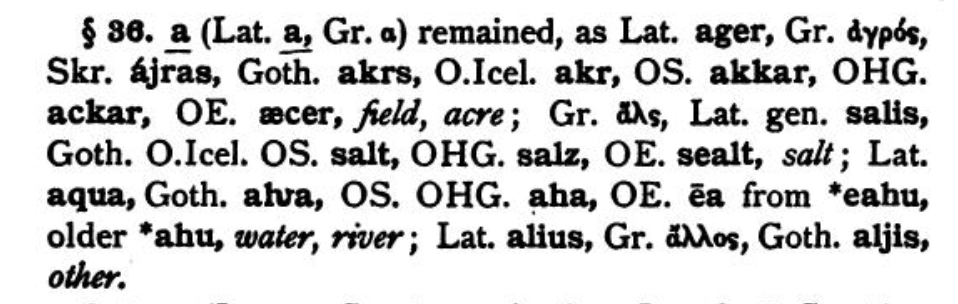 § 36. a (Lat. a, Gr. α) remained, as Lat. ager, Gr. ἀγρός,
Skr. ájras, Goth. akrs, O.Icel. akr, OS. akkar, OHG.
ackar, OE. æcer, field, acre; Gr. ἅλς, Lat. gen. salis,
Goth. O.Icel. OS. salt, OHG. salz, OE. sealt, salt; Lat.
aqua, Goth. aƕa, OS. OHG. aha, OE. ēa from *eahu,
older *ahu, water, river; Lat. alius, Gr. ἄλλος, Goth. aljis,
other.